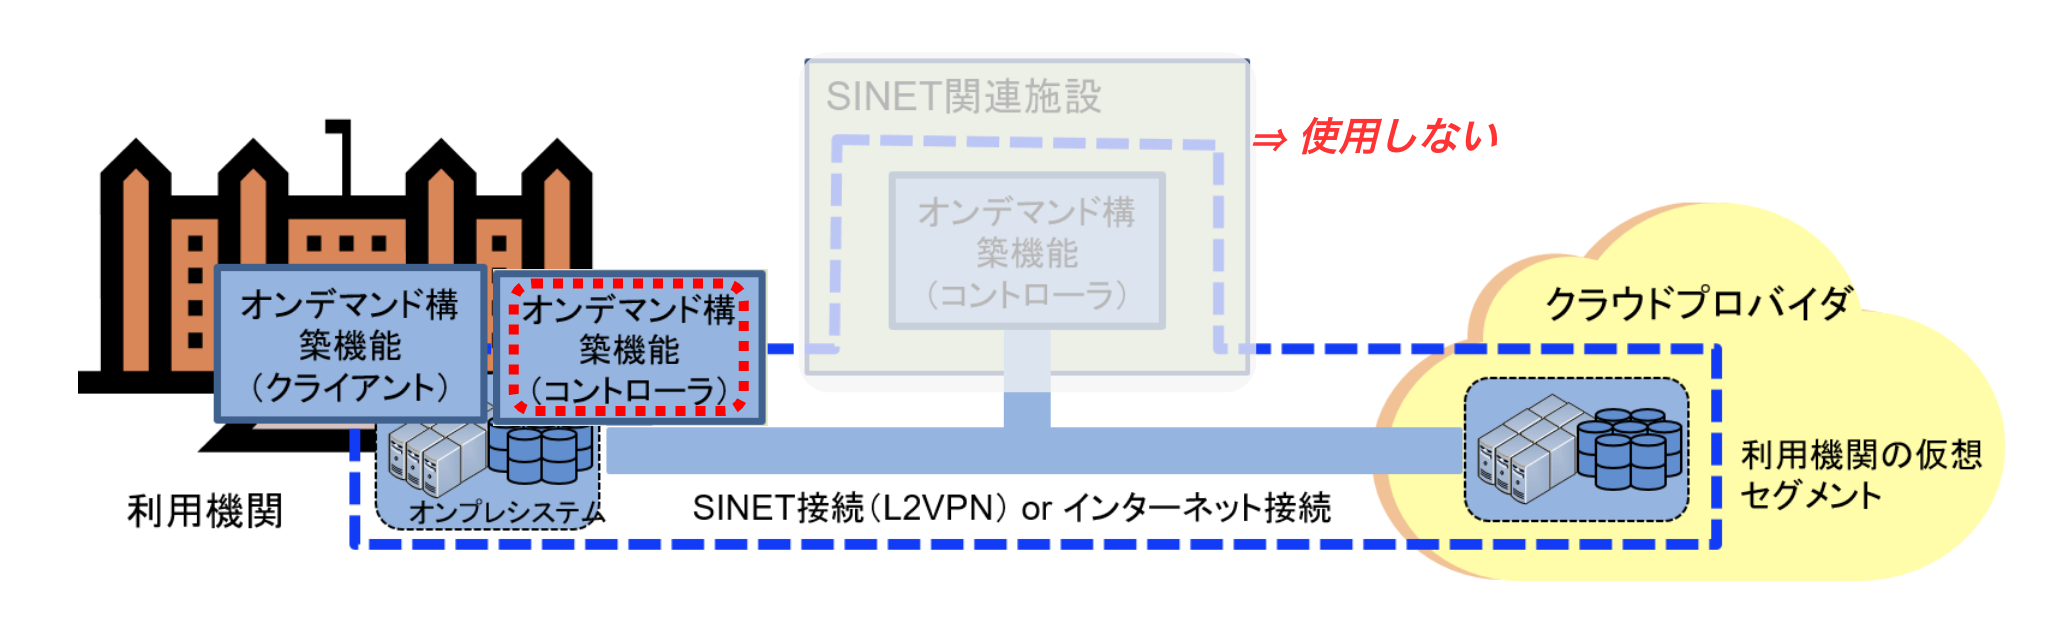 SINET関連施設
⇒ 使用しない
オンデマンド構
築機能
（コントローラ）
オンデマンド構
築機能
（クライアント）
オンデマンド構
築機能
（コントローラ）
クラウドプロバイダ
利用機関
オンプレシステム
SINET接続（L2VPN） or インターネット接続
利用機関の仮想
セグメント